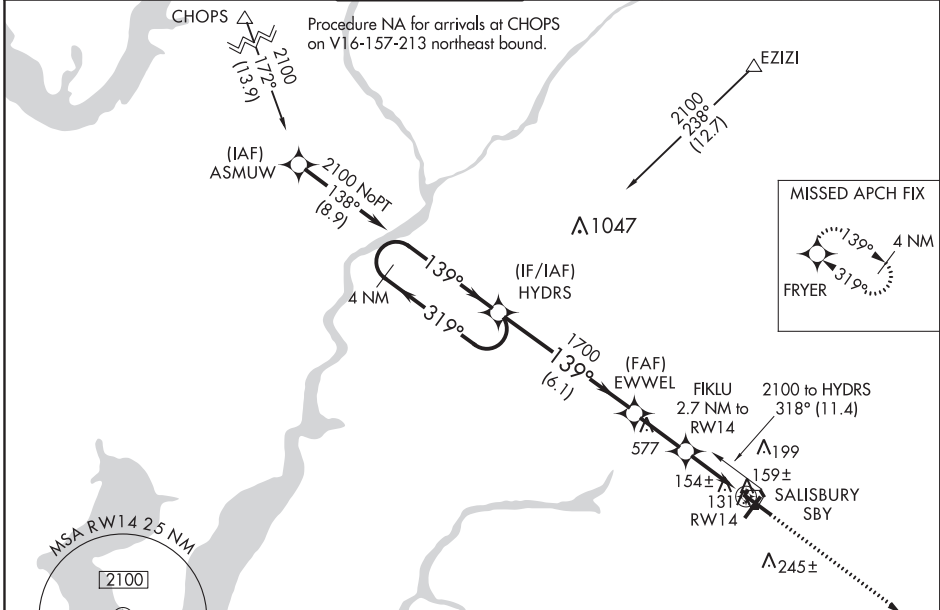 CHOPS
Procedure NA for arrivals at CHOPS
on V16-157-213 northeast bound.
2100
172°
(13.9)
EZIZI
2100
238°
(12.7)
(IAF)
ASMUW
2100 NoPT
138°
(8.9)
1047
MISSED APCH FIX
139°
4 NM
319°
FRYER
139°
4 NM
319°
(IF/IAF)
HYDRS
1700
139°
(6.1)
(FAF)
EWWEL
577
FIKLU
2.7 NM to
RW14
2100 to HYDRS
318° (11.4)
199
159±
154±
131
RW14
SALISBURY
SBY
245±
MSA RW14 25 NM
2100